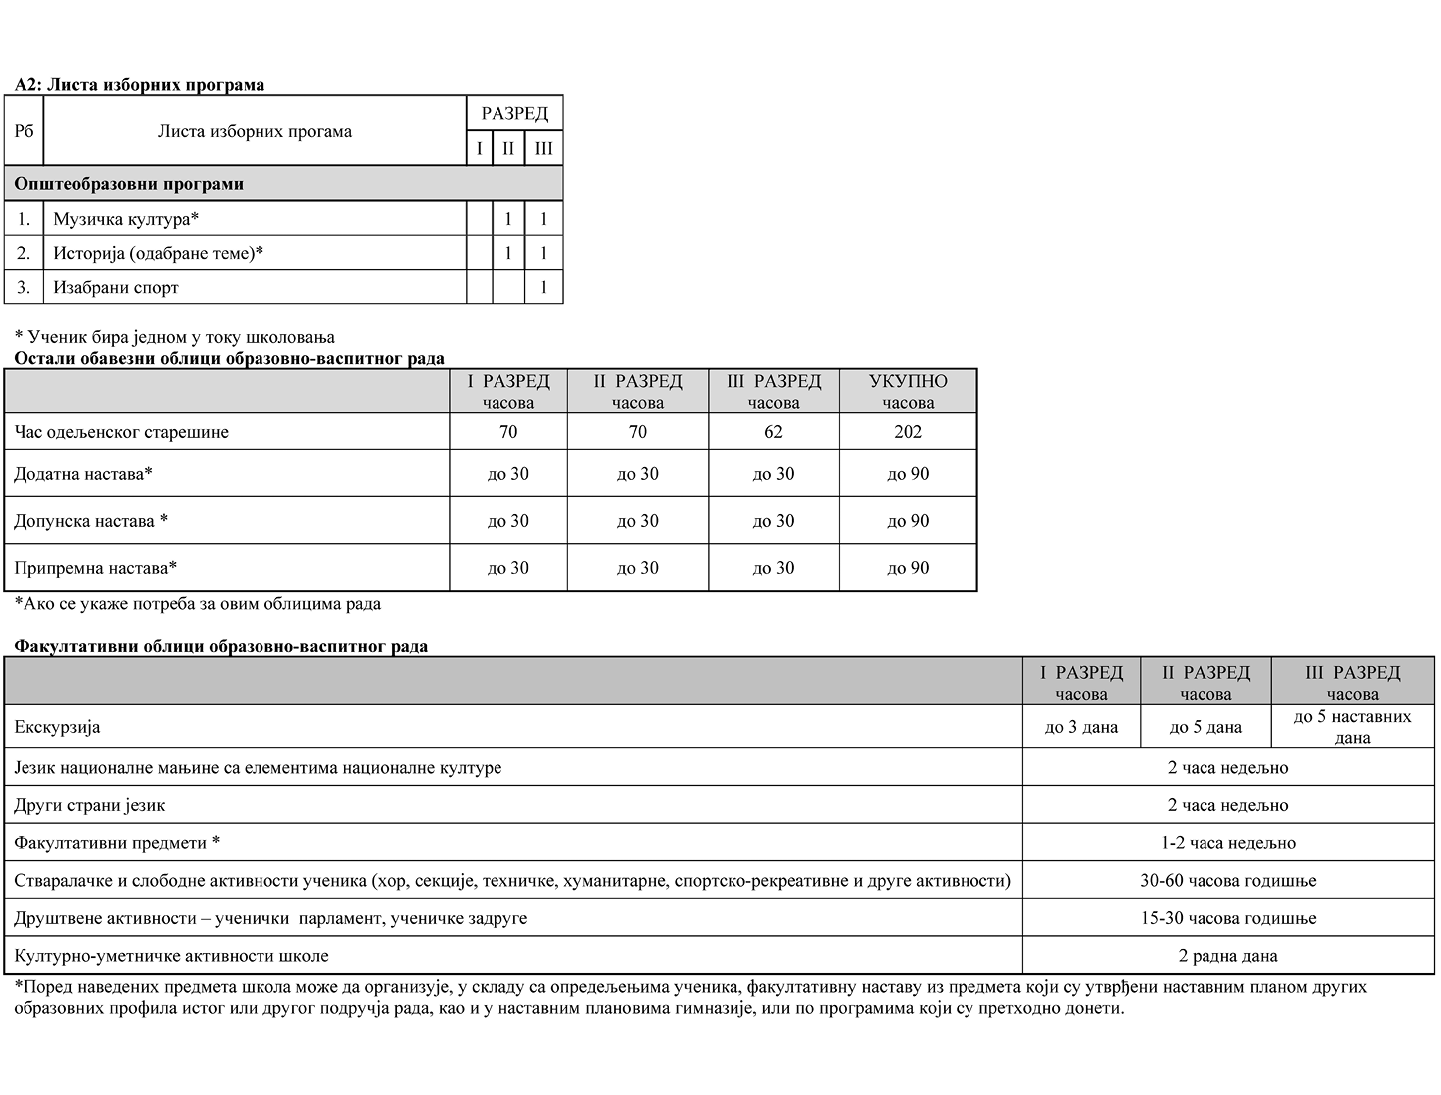 А2: Листа изборних програма
Рб Листа изборних прогама РАЗРЕД
I II III
Општеобразовни програми
1. Музичка култура* 1 1
2. Историја (одабране теме)* 1 1
3. Изабрани спорт 1
* Ученик бира једном у току школовања
Остали обавезни облици образовно-васпитног рада
I РАЗРЕД часова II РАЗРЕД часова III РАЗРЕД часова УКУПНО часова
Час одељенског старешине 70 70 62 202
Додатна настава* до 30 до 30 до 30 до 90
Допунска настава * до 30 до 30 до 30 до 90
Припремна настава* до 30 до 30 до 30 до 90
*Ако се укаже потреба за овим облицима рада
Факултативни облици образовно-васпитног рада
I РАЗРЕД часова II РАЗРЕД часова III РАЗРЕД часова
Екскурзија до 3 дана до 5 дана до 5 наставних дана
Језик националне мањине са елементима националне културе 2 часа недељно
Други страни језик 2 часа недељно
Факултативни предмети * 1-2 часа недељно
Стваралачке и слободне активности ученика (хор, секције, техничке, хуманитарне, спортско-рекреативне и друге активности) 30-60 часова годишње
Друштвене активности – ученички парламент, ученичке задруге 15-30 часова годишње
Културно-уметничке активности школе 2 радна дана
*Поред наведених предмета школа може да организује, у складу са опредељењима ученика, факултативну наставу из предмета који су утврђени наставним планом других
образовних профила истог или другог подручја рада, као и у наставним плановима гимназије, или по програмима који су претходно донети.